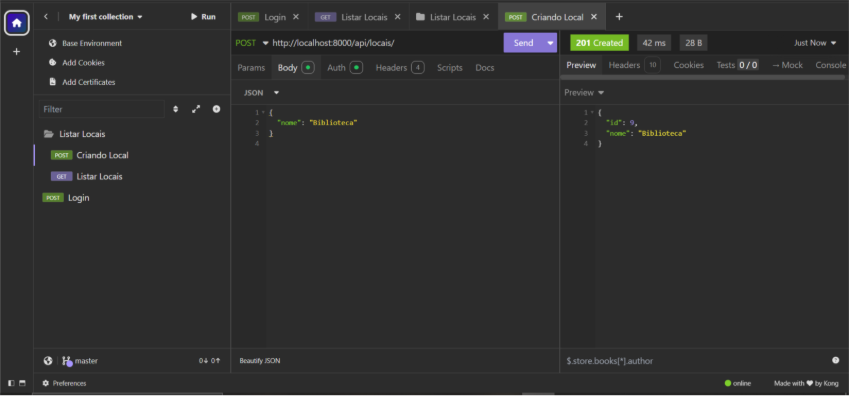 My first collection
Run
Base Environment
Add Cookies
Add Certificates
Filter
Listar Locais
POST Criando Local
GET Listar Locais
POST Login
master
0 0
Preferences
POST Login
GET Listar Locais
Listar Locais
POST Criando Local
POST http://localhost:8000/api/locais/
Send
Params Body Auth Headers 4 Scripts Docs
JSON
1 {
2 "nome": "Biblioteca"
3 }
4
Beautify JSON
201 Created 42 ms 28 B Just Now
Preview Headers 10 Cookies Tests 0 / 0 → Mock Console
Preview
1 {
2 "id": 9,
3 "nome": "Biblioteca"
4 }
$.store.books[*].author
online
Made with ♥ by Kong